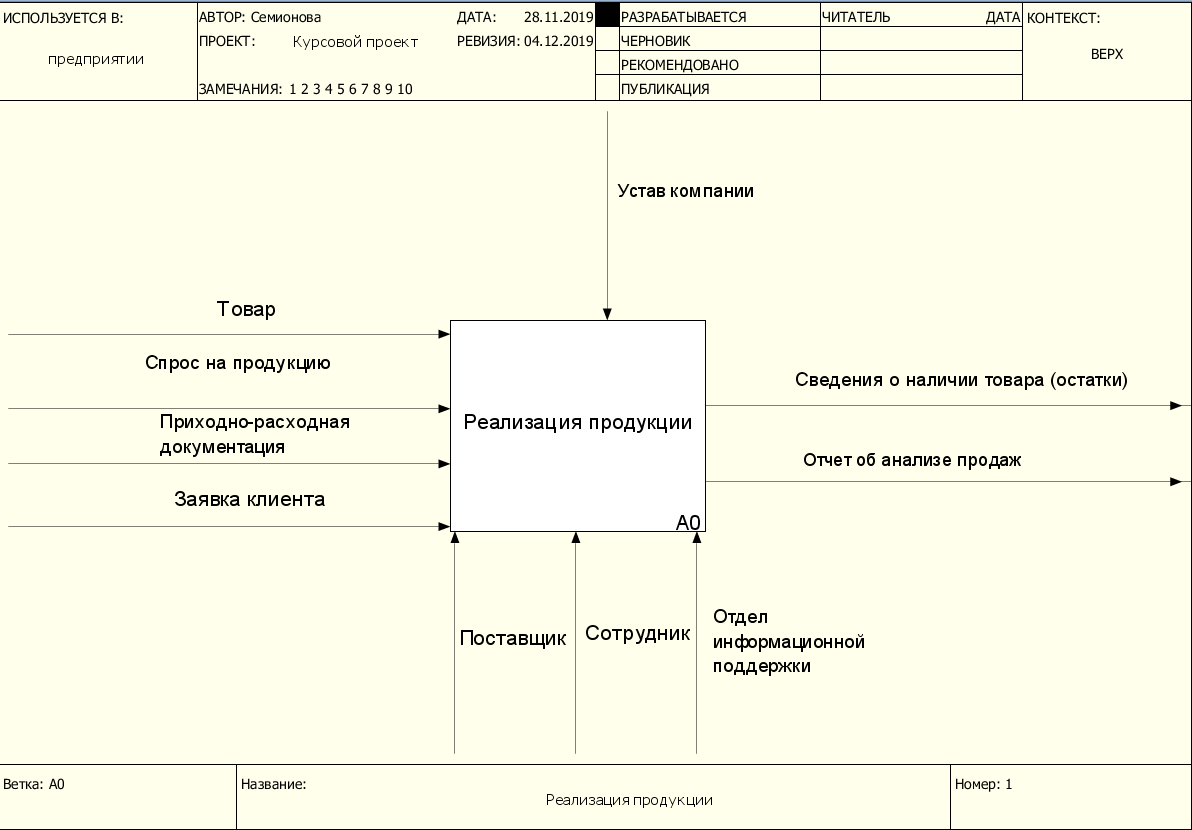 ИСПОЛЬЗУЕТСЯ В:
предприятии
АВТОР: Семионова
ДАТА: 28.11.2019
ПРОЕКТ: Курсовой проект
РЕВИЗИЯ: 04.12.2019
ЗАМЕЧАНИЯ: 1 2 3 4 5 6 7 8 9 10
РАЗРАБАТЫВАЕТСЯ
ЧЕРНОВИК
РЕКОМЕНДОВАНО
ПУБЛИКАЦИЯ
ЧИТАТЕЛЬ ДАТА
КОНТЕКСТ:
ВЕРХ
Устав компании
Товар
Спрос на продукцию
Приходно-расходная
документация
Заявка клиента
Реализация продукции
A0
Сведения о наличии товара (остатки)
Отчет об анализе продаж
Поставщик
Сотрудник
Отдел
информационной
поддержки
Ветка: A0
Название:
Реализация продукции
Номер: 1